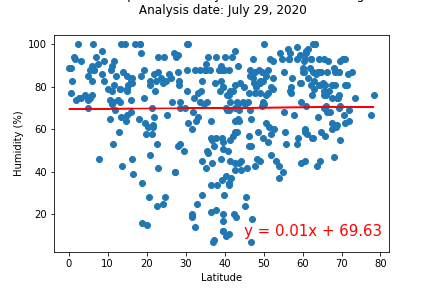 Analysis date: July 29, 2020
Humidity (%)
100
80
60
40
20
y = 0.01x + 69.63
0 10 20 30 40 50 60 70 80
Latitude